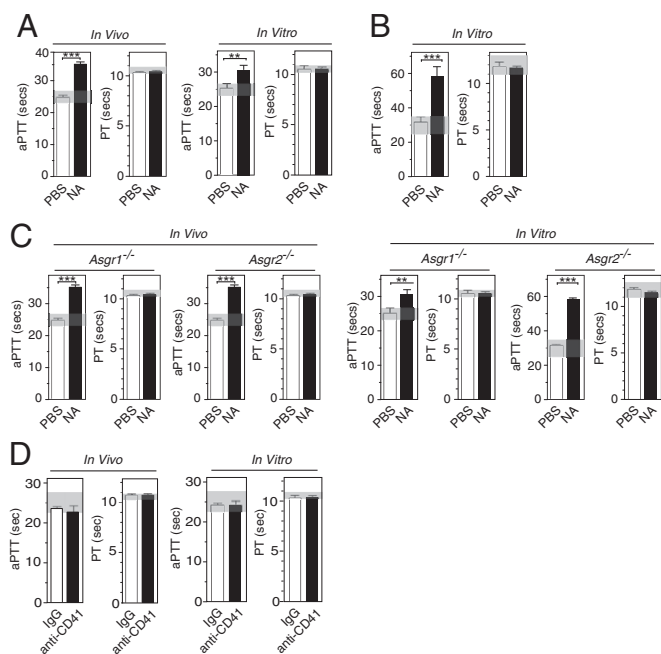 A
In Vivo
In Vitro
B
In Vitro
aPTT (secs)
40
30
20
10
0
***
PBS
NA
PT (secs)
10
5
0
PBS
NA
aPTT (secs)
30
20
10
0
**
PBS
NA
PT (secs)
10
5
0
PBS
NA
aPTT (secs)
60
40
20
0
***
PBS
NA
PT (secs)
10
5
0
PBS
NA
C
In Vivo
In Vitro
Asgr1-/-
Asgr2-/-
Asgr1-/-
Asgr2-/-
aPTT (secs)
30
20
10
0
***
PBS
NA
PT (secs)
10
5
0
PBS
NA
aPTT (secs)
30
20
10
0
***
PBS
NA
PT (secs)
10
5
0
PBS
NA
aPTT (secs)
30
20
10
0
**
PBS
NA
PT (secs)
10
5
0
PBS
NA
aPTT (secs)
60
40
20
0
***
PBS
NA
PT (secs)
10
5
0
PBS
NA
D
In Vivo
In Vitro
aPTT (sec)
30
20
10
0
IgG
anti-CD41
PT (sec)
10
5
0
IgG
anti-CD41
aPTT (sec)
30
20
10
0
IgG
anti-CD41
PT (sec)
10
5
0
IgG
anti-CD41